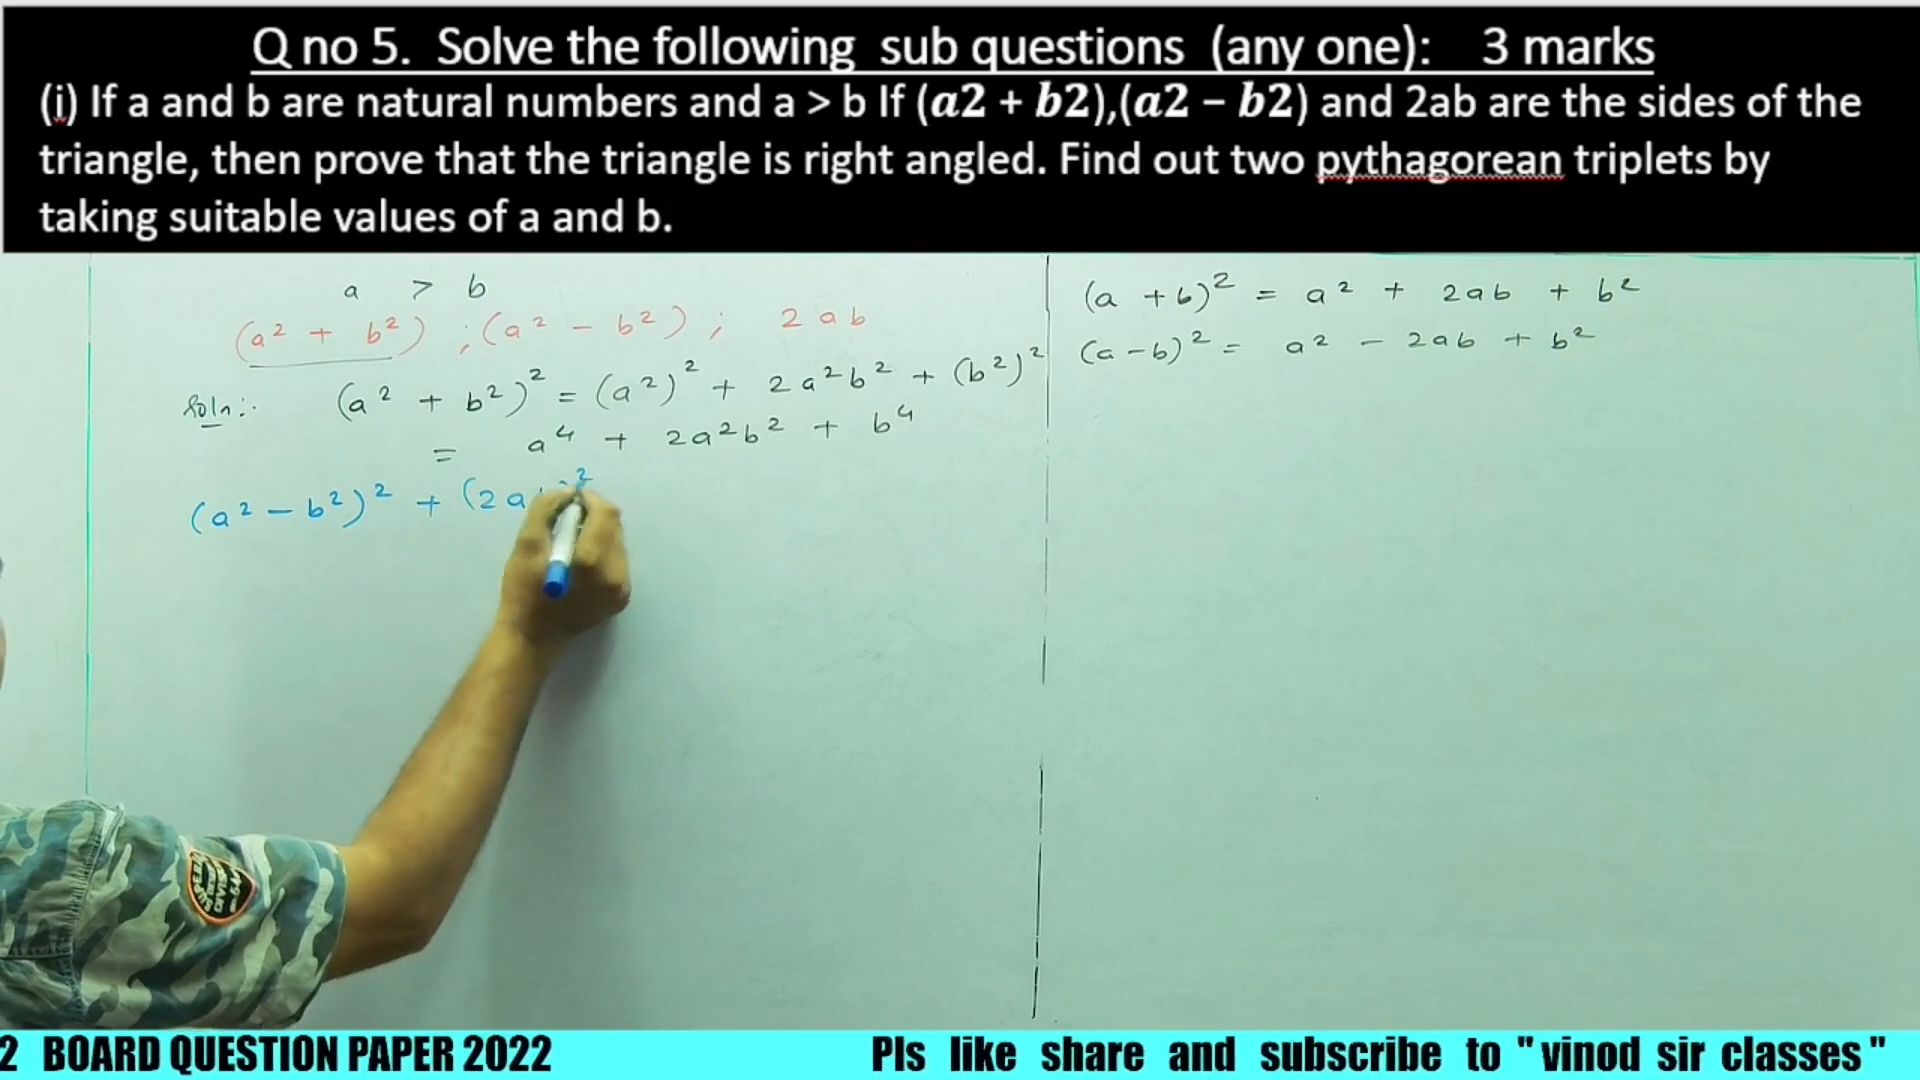 Q no 5. Solve the following sub questions (any one): 3 marks
(i) If a and b are natural numbers and a > b If (a2 + b2),(a2 − b2) and 2ab are the sides of the
triangle, then prove that the triangle is right angled. Find out two pythagorean triplets by
taking suitable values of a and b.
a > b
(a² + b²) ; (a² − b²) ; 2ab
Soln:. (a² + b²)² = (a²)² + 2a²b² + (b²)²
= a⁴ + 2a²b² + b⁴
(a² − b²)² + (2a ²
(a + b)² = a² + 2ab + b²
(a − b)² = a² − 2ab + b²
2 BOARD QUESTION PAPER 2022 Pls like share and subscribe to "vinod sir classes"